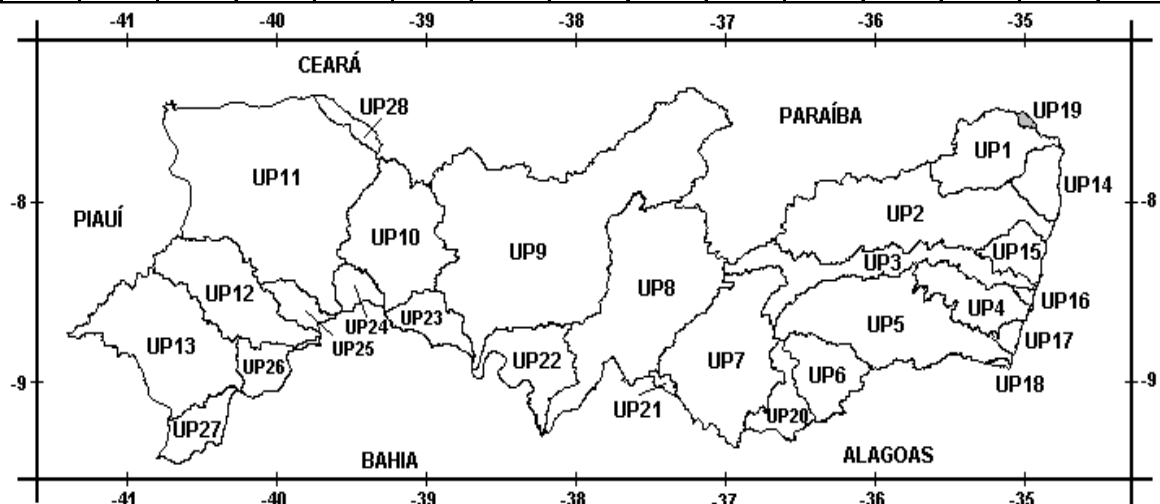 -41 -40 -39 -38 -37 -36 -35
CEARÁ
UP28
PARAÍBA
UP19
UP1
UP11
UP14
-8 -8
PIAUÍ
UP2
UP10
UP9
UP15
UP3
UP12
UP8
UP16
UP4
UP24
UP23
UP5
UP17
UP13
UP25
UP22
UP7
UP26
UP6
-9 -9
UP18
UP21
UP20
UP27
BAHIA
ALAGOAS
-41 -40 -39 -38 -37 -36 -35